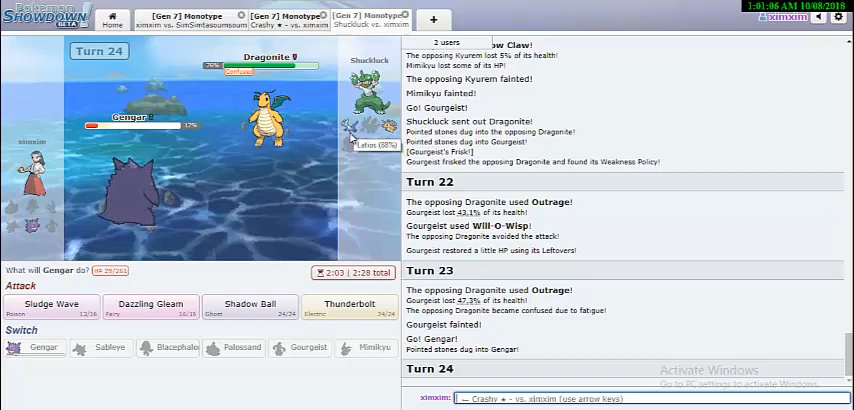 1:01:06 AM 10/08/2018
Pokémon
SHOWDOWN!
BETA
Home
[Gen 7] Monotype
ximxim vs. SimSimtasoumsoum
[Gen 7] Monotype
Crashy ★ - vs. ximxim
[Gen 7] Monotype
Shuckluck vs. ximxim
+
ximxim
2 users
Turn 24
Dragonite
76%
Confused
Shuckluck
Gengar
12%
Latios (88%)
ximxim
What will Gengar do? HP 29/261
2:03 | 2:28 total
Attack
Sludge Wave
Poison 12/16
Dazzling Gleam
Fairy 16/16
Shadow Ball
Ghost 24/24
Thunderbolt
Electric 24/24
Switch
Gengar
Sableye
Blacephalo
Palossand
Gourgeist
Mimikyu
ow Claw!
The opposing Kyurem lost 5% of its health!
Mimikyu lost some of its HP!
The opposing Kyurem fainted!
Mimikyu fainted!
Go! Gourgeist!
Shuckluck sent out Dragonite!
Pointed stones dug into the opposing Dragonite!
Pointed stones dug into Gourgeist!
[Gourgeist's Frisk!]
Gourgeist frisked the opposing Dragonite and found its Weakness Policy!
Turn 22
The opposing Dragonite used Outrage!
Gourgeist lost 43.1% of its health!
Gourgeist used Will-O-Wisp!
The opposing Dragonite avoided the attack!
Gourgeist restored a little HP using its Leftovers!
Turn 23
The opposing Dragonite used Outrage!
Gourgeist lost 47.3% of its health!
The opposing Dragonite became confused due to fatigue!
Gourgeist fainted!
Go! Gengar!
Pointed stones dug into Gengar!
Turn 24
Activate Windows
Go to PC settings to activate Windows.
ximxim:
Crashy ★ - vs. ximxim (use arrow keys)